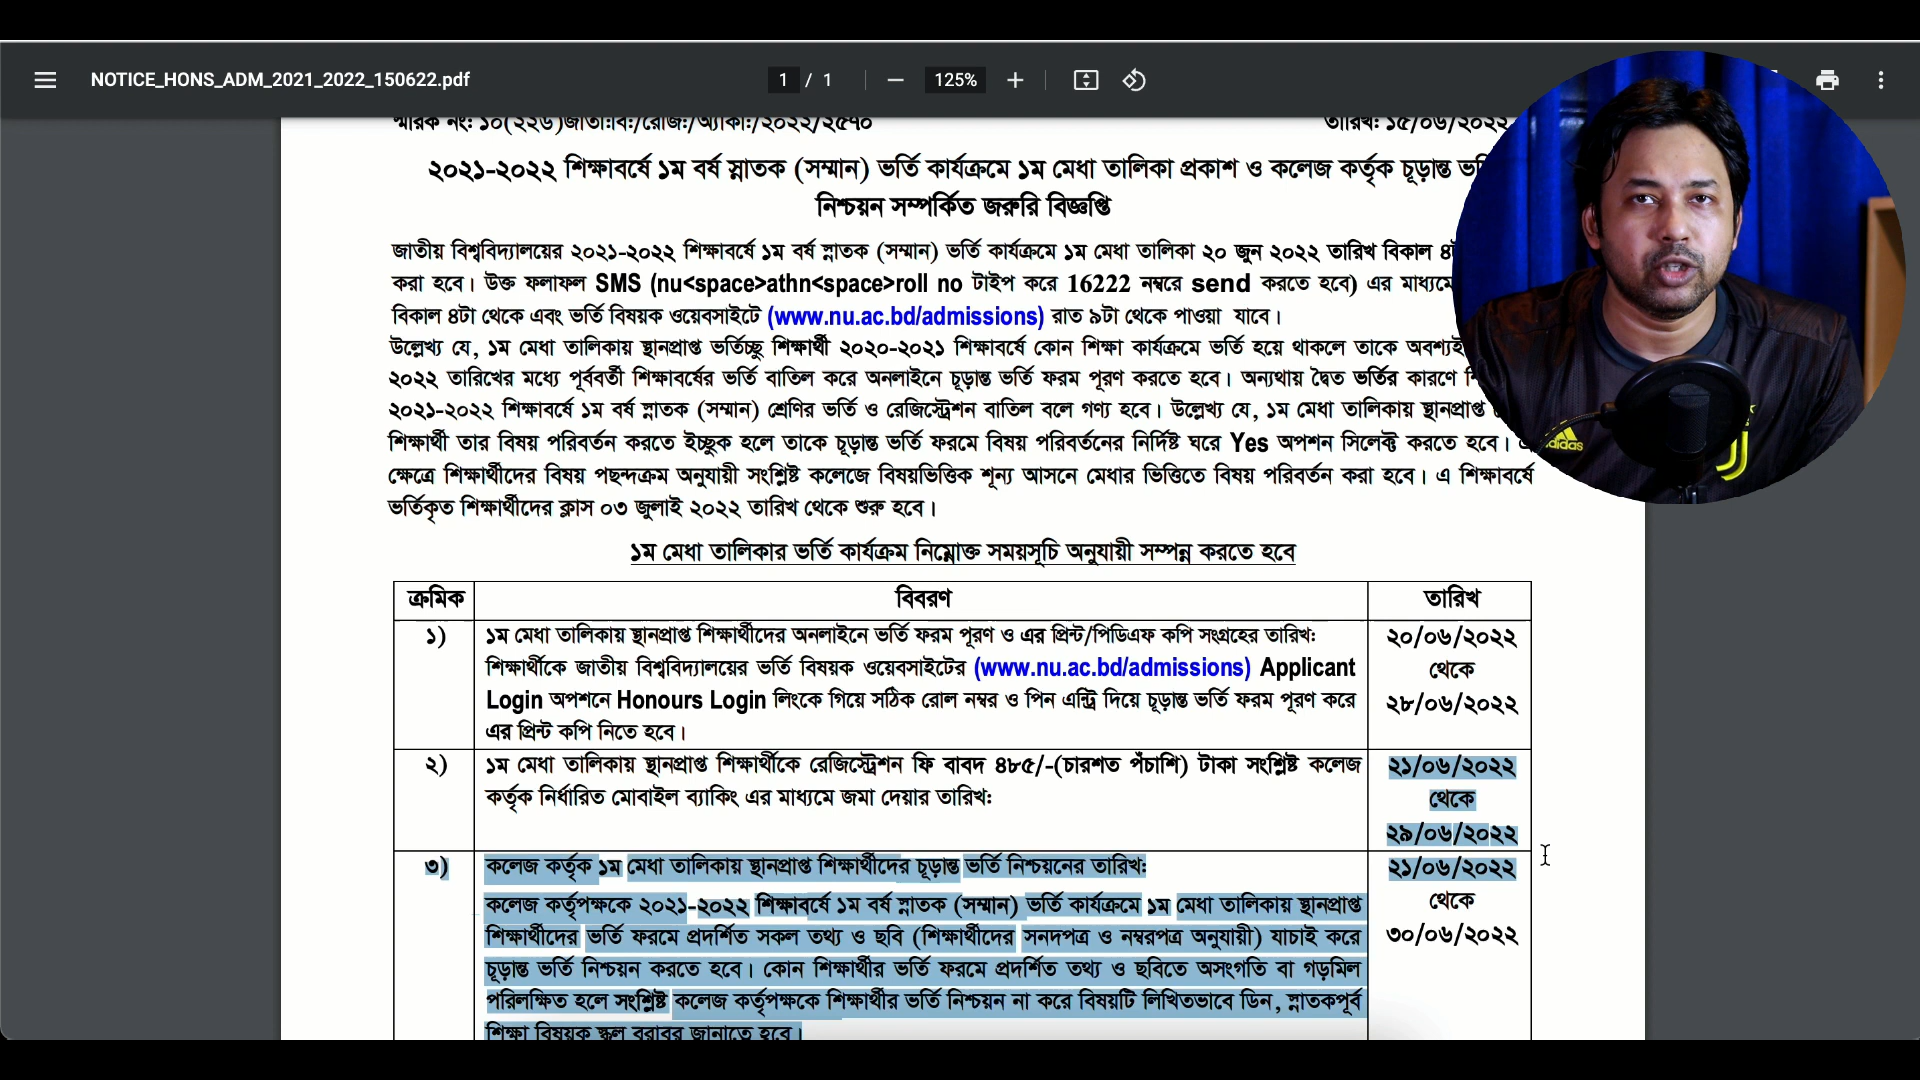 NOTICE_HONS_ADM_2021_2022_150622.pdf
1 / 1
125%
স্মারক নং: ১০(২২৬)জাতী:বি:/রেজি:/অ্যাকা:/২০২২/২৫৭০ তারিখ: ১৫/০৬/২০২২
২০২১-২০২২ শিক্ষাবর্ষে ১ম বর্ষ স্নাতক (সম্মান) ভর্তি কার্যক্রমে ১ম মেধা তালিকা প্রকাশ ও কলেজ কর্তৃক চূড়ান্ত
নিশ্চয়ন সম্পর্কিত জরুরি বিজ্ঞপ্তি
জাতীয় বিশ্ববিদ্যালয়ের ২০২১-২০২২ শিক্ষাবর্ষে ১ম বর্ষ স্নাতক (সম্মান) ভর্তি কার্যক্রমে ১ম মেধা তালিকা ২০ জুন ২০২২ তারিখ বিকাল
করা হবে। উক্ত ফলাফল SMS (nu<space>athn<space>roll no টাইপ করে 16222 নম্বরে send করতে হবে) এর মাধ্যমে
বিকাল ৪টা থেকে এবং ভর্তি বিষয়ক ওয়েবসাইটে (www.nu.ac.bd/admissions) রাত ৯টা থেকে পাওয়া যাবে।
উল্লেখ্য যে, ১ম মেধা তালিকায় স্থানপ্রাপ্ত ভর্তিচ্ছু শিক্ষার্থী ২০২০-২০২১ শিক্ষাবর্ষে কোন শিক্ষা কার্যক্রমে ভর্তি হয়ে থাকলে তাকে অবশ্যই
২০২২ তারিখের মধ্যে পূর্ববর্তী শিক্ষাবর্ষের ভর্তি বাতিল করে অনলাইনে চূড়ান্ত ভর্তি ফরম পূরণ করতে হবে। অন্যথায় দ্বৈত ভর্তির কারণে
২০২১-২০২২ শিক্ষাবর্ষে ১ম বর্ষ স্নাতক (সম্মান) শ্রেণির ভর্তি ও রেজিস্ট্রেশন বাতিল বলে গণ্য হবে। উল্লেখ্য যে, ১ম মেধা তালিকায় স্থানপ্রাপ্ত
শিক্ষার্থী তার বিষয় পরিবর্তন করতে ইচ্ছুক হলে তাকে চূড়ান্ত ভর্তি ফরমে বিষয় পরিবর্তনের নির্দিষ্ট ঘরে Yes অপশন সিলেক্ট করতে হবে।
ক্ষেত্রে শিক্ষার্থীদের বিষয় পছন্দক্রম অনুযায়ী সংশ্লিষ্ট কলেজে বিষয়ভিত্তিক শূন্য আসনে মেধার ভিত্তিতে বিষয় পরিবর্তন করা হবে। এ শিক্ষাবর্ষে
ভর্তিকৃত শিক্ষার্থীদের ক্লাস ০৩ জুলাই ২০২২ তারিখ থেকে শুরু হবে।
১ম মেধা তালিকার ভর্তি কার্যক্রম নিম্নোক্ত সময়সূচি অনুযায়ী সম্পন্ন করতে হবে
ক্রমিক বিবরণ তারিখ
১) ১ম মেধা তালিকায় স্থানপ্রাপ্ত শিক্ষার্থীদের অনলাইনে ভর্তি ফরম পূরণ ও এর প্রিন্ট/পিডিএফ কপি সংগ্রহের তারিখ: ২০/০৬/২০২২
শিক্ষার্থীকে জাতীয় বিশ্ববিদ্যালয়ের ভর্তি বিষয়ক ওয়েবসাইটের (www.nu.ac.bd/admissions) Applicant থেকে
Login অপশনে Honours Login লিংকে গিয়ে সঠিক রোল নম্বর ও পিন এন্ট্রি দিয়ে চূড়ান্ত ভর্তি ফরম পূরণ করে ২৮/০৬/২০২২
এর প্রিন্ট কপি নিতে হবে।
২) ১ম মেধা তালিকায় স্থানপ্রাপ্ত শিক্ষার্থীকে রেজিস্ট্রেশন ফি বাবদ ৪৮৫/-(চারশত পঁচাশি) টাকা সংশ্লিষ্ট কলেজ ২১/০৬/২০২২
কর্তৃক নির্ধারিত মোবাইল ব্যাকিং এর মাধ্যমে জমা দেয়ার তারিখ: থেকে
২৯/০৬/২০২২
৩) কলেজ কর্তৃক ১ম মেধা তালিকায় স্থানপ্রাপ্ত শিক্ষার্থীদের চূড়ান্ত ভর্তি নিশ্চয়নের তারিখ: ২১/০৬/২০২২
কলেজ কর্তৃপক্ষকে ২০২১-২০২২ শিক্ষাবর্ষে ১ম বর্ষ স্নাতক (সম্মান) ভর্তি কার্যক্রমে ১ম মেধা তালিকায় স্থানপ্রাপ্ত থেকে
শিক্ষার্থীদের ভর্তি ফরমে প্রদর্শিত সকল তথ্য ও ছবি (শিক্ষার্থীদের সনদপত্র ও নম্বরপত্র অনুযায়ী) যাচাই করে ৩০/০৬/২০২২
চূড়ান্ত ভর্তি নিশ্চয়ন করতে হবে। কোন শিক্ষার্থীর ভর্তি ফরমে প্রদর্শিত তথ্য ও ছবিতে অসংগতি বা গড়মিল
পরিলক্ষিত হলে সংশ্লিষ্ট কলেজ কর্তৃপক্ষকে শিক্ষার্থীর ভর্তি নিশ্চয়ন না করে বিষয়টি লিখিতভাবে ডিন, স্নাতকপূর্ব
শিক্ষা বিষয়ক স্কুল বরাবর জানাতে হবে।
adidas